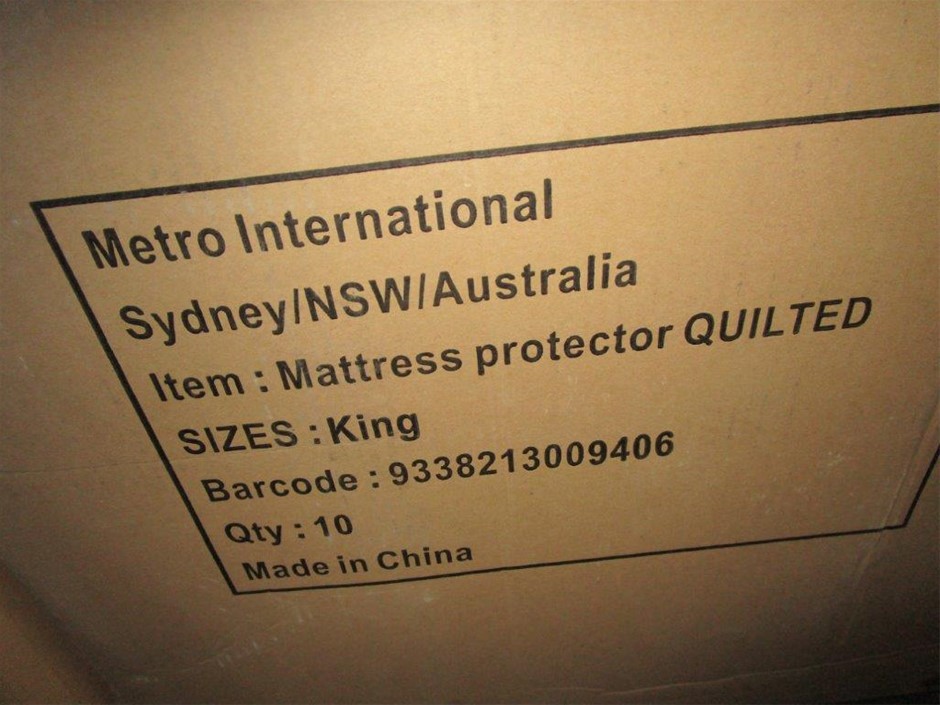 Metro International
Sydney/NSW/Australia
Item : Mattress protector QUILTED
SIZES : King
Barcode : 9338213009406
Qty : 10
Made in China